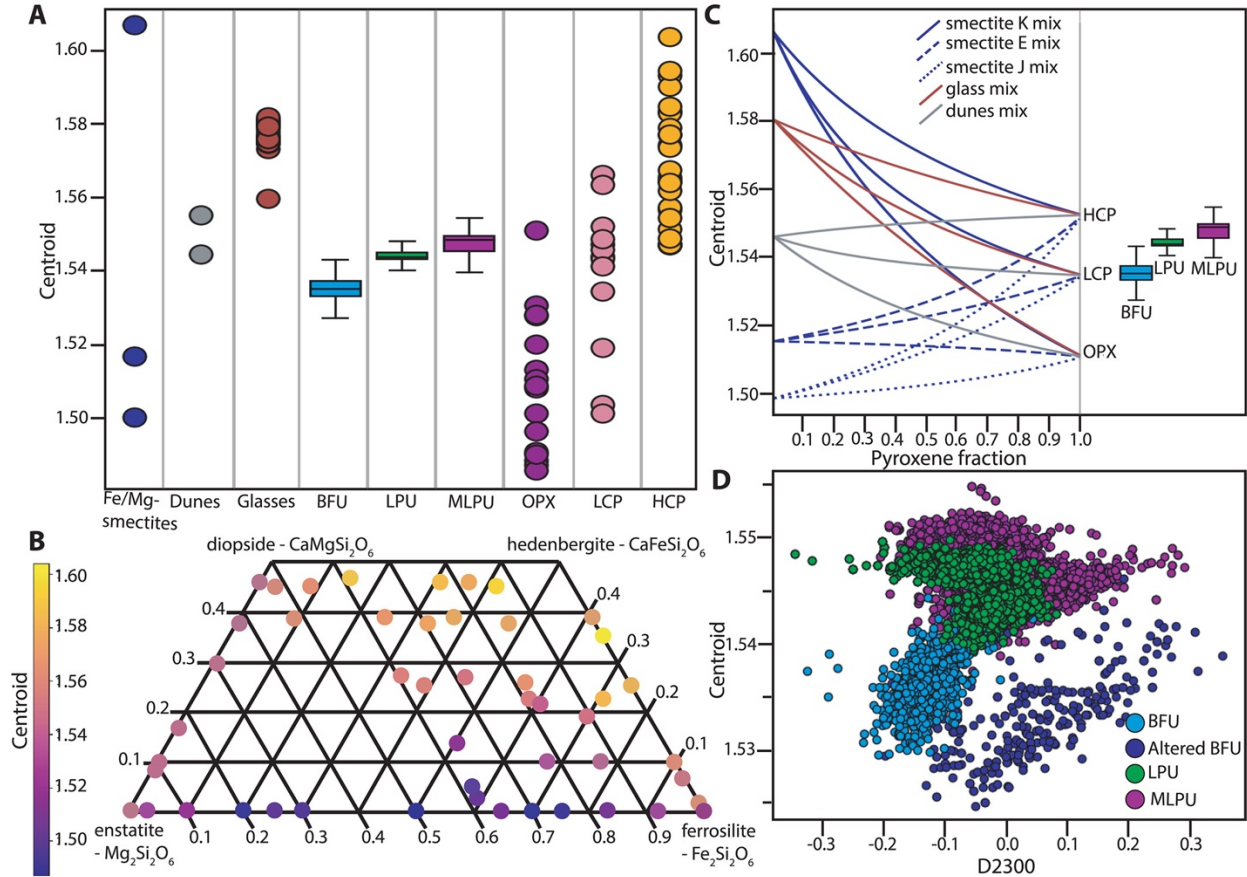 A
1.60
1.58
1.56
1.54
1.52
1.50
Centroid
Fe/Mg-
smectites
Dunes
Glasses
BFU
LPU
MLPU
OPX
LCP
HCP
B
diopside - CaMgSi₂O₆
hedenbergite - CaFeSi₂O₆
1.60
1.58
1.56
1.54
1.52
1.50
Centroid
0.4
0.3
0.2
0.1
0.4
0.3
0.2
0.1
enstatite
- Mg₂Si₂O₆
0.1
0.2
0.3
0.4
0.5
0.6
0.7
0.8
0.9
ferrosilite
- Fe₂Si₂O₆
C
smectite K mix
smectite E mix
smectite J mix
glass mix
dunes mix
1.60
1.58
1.56
1.54
1.52
1.50
Centroid
HCP
LCP
OPX
BFU
LPU
MLPU
0.1
0.2
0.3
0.4
0.5
0.6
0.7
0.8
0.9
1.0
Pyroxene fraction
D
1.55
1.54
1.53
Centroid
BFU
Altered BFU
LPU
MLPU
-0.3
-0.2
-0.1
0.0
0.1
0.2
0.3
D2300